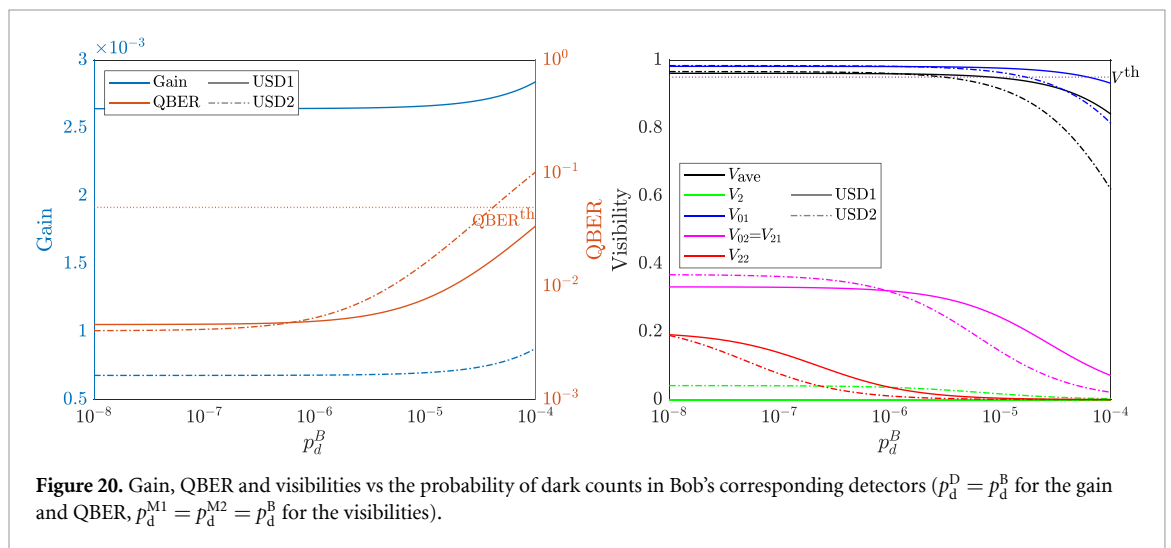 ×10⁻³
3
2.5
2
1.5
1
0.5
Gain
Gain
QBER
USD1
USD2
QBERᵗʰ
10⁰
10⁻¹
10⁻²
10⁻³
QBER
10⁻⁸
10⁻⁷
10⁻⁶
10⁻⁵
10⁻⁴
p_d^B
1
0.8
0.6
0.4
0.2
0
Visibility
Vᵗʰ
V_ave
V_2
V_01
V_02=V_21
V_22
USD1
USD2
10⁻⁸
10⁻⁷
10⁻⁶
10⁻⁵
10⁻⁴
p_d^B
Figure 20. Gain, QBER and visibilities vs the probability of dark counts in Bob's corresponding detectors (p_d^D = p_d^B for the gain
and QBER, p_d^M1 = p_d^M2 = p_d^B for the visibilities).